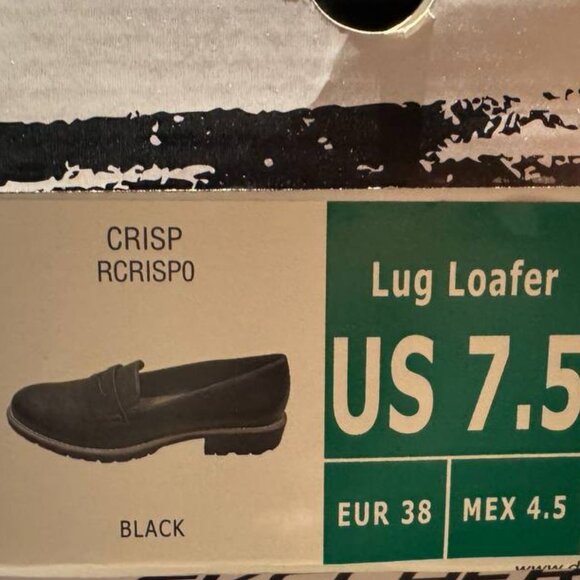 CRISP
RCRISP0
BLACK
Lug Loafer
US 7.5
EUR 38
MEX 4.5